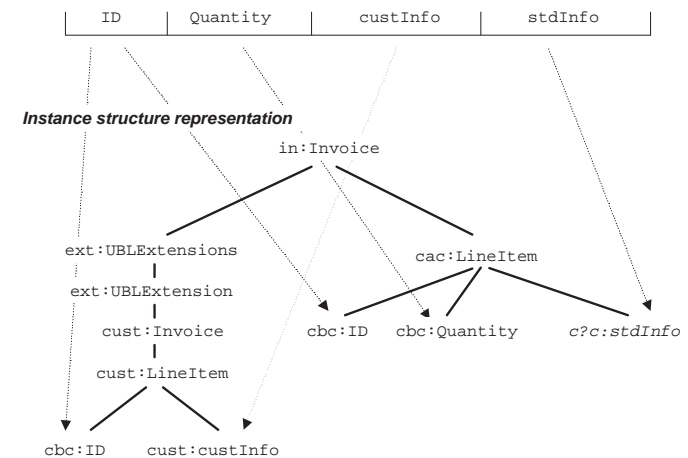 ID Quantity custInfo stdInfo
Instance structure representation
in:Invoice
ext:UBLExtensions cac:LineItem
ext:UBLExtension
cust:Invoice cbc:ID cbc:Quantity c?c:stdInfo
cust:LineItem
cbc:ID cust:custInfo